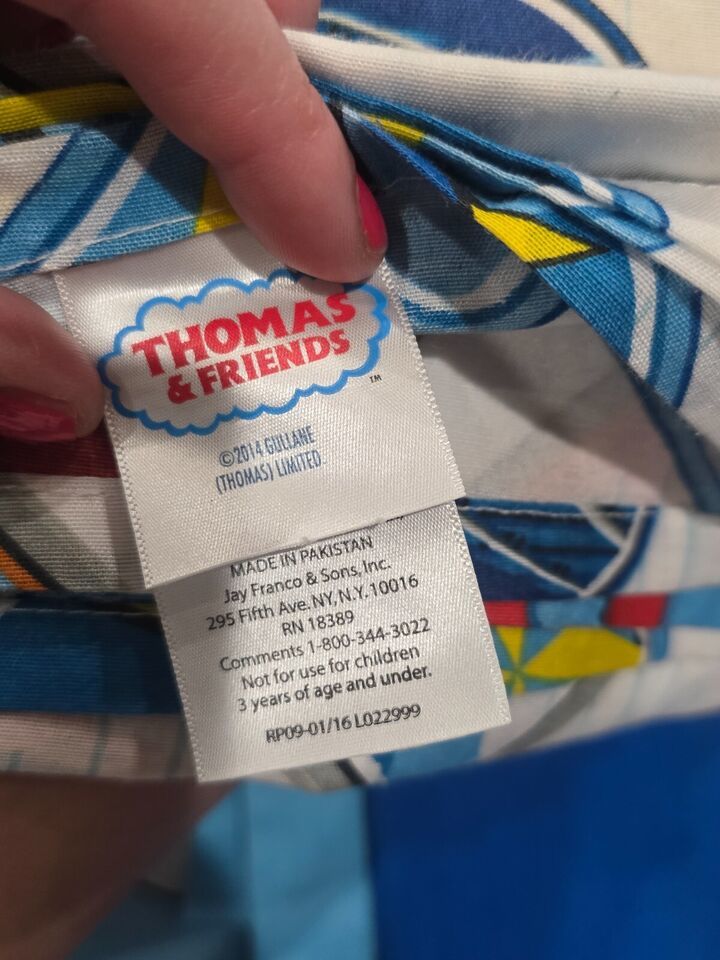 THOMAS
& FRIENDS
TM
©2014 GULLANE
(THOMAS) LIMITED.
MADE IN PAKISTAN
Jay Franco & Sons, Inc.
295 Fifth Ave. NY, N.Y. 10016
RN 18389
Comments 1-800-344-3022
Not for use for children
3 years of age and under.
RP09-01/16 L022999